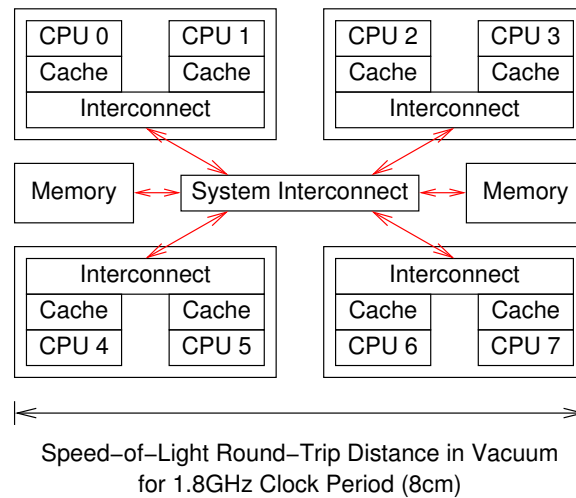 CPU 0 CPU 1 CPU 2 CPU 3
Cache Cache Cache Cache
Interconnect Interconnect
Memory System Interconnect Memory
Interconnect Interconnect
Cache Cache Cache Cache
CPU 4 CPU 5 CPU 6 CPU 7
Speed−of−Light Round−Trip Distance in Vacuum
for 1.8GHz Clock Period (8cm)